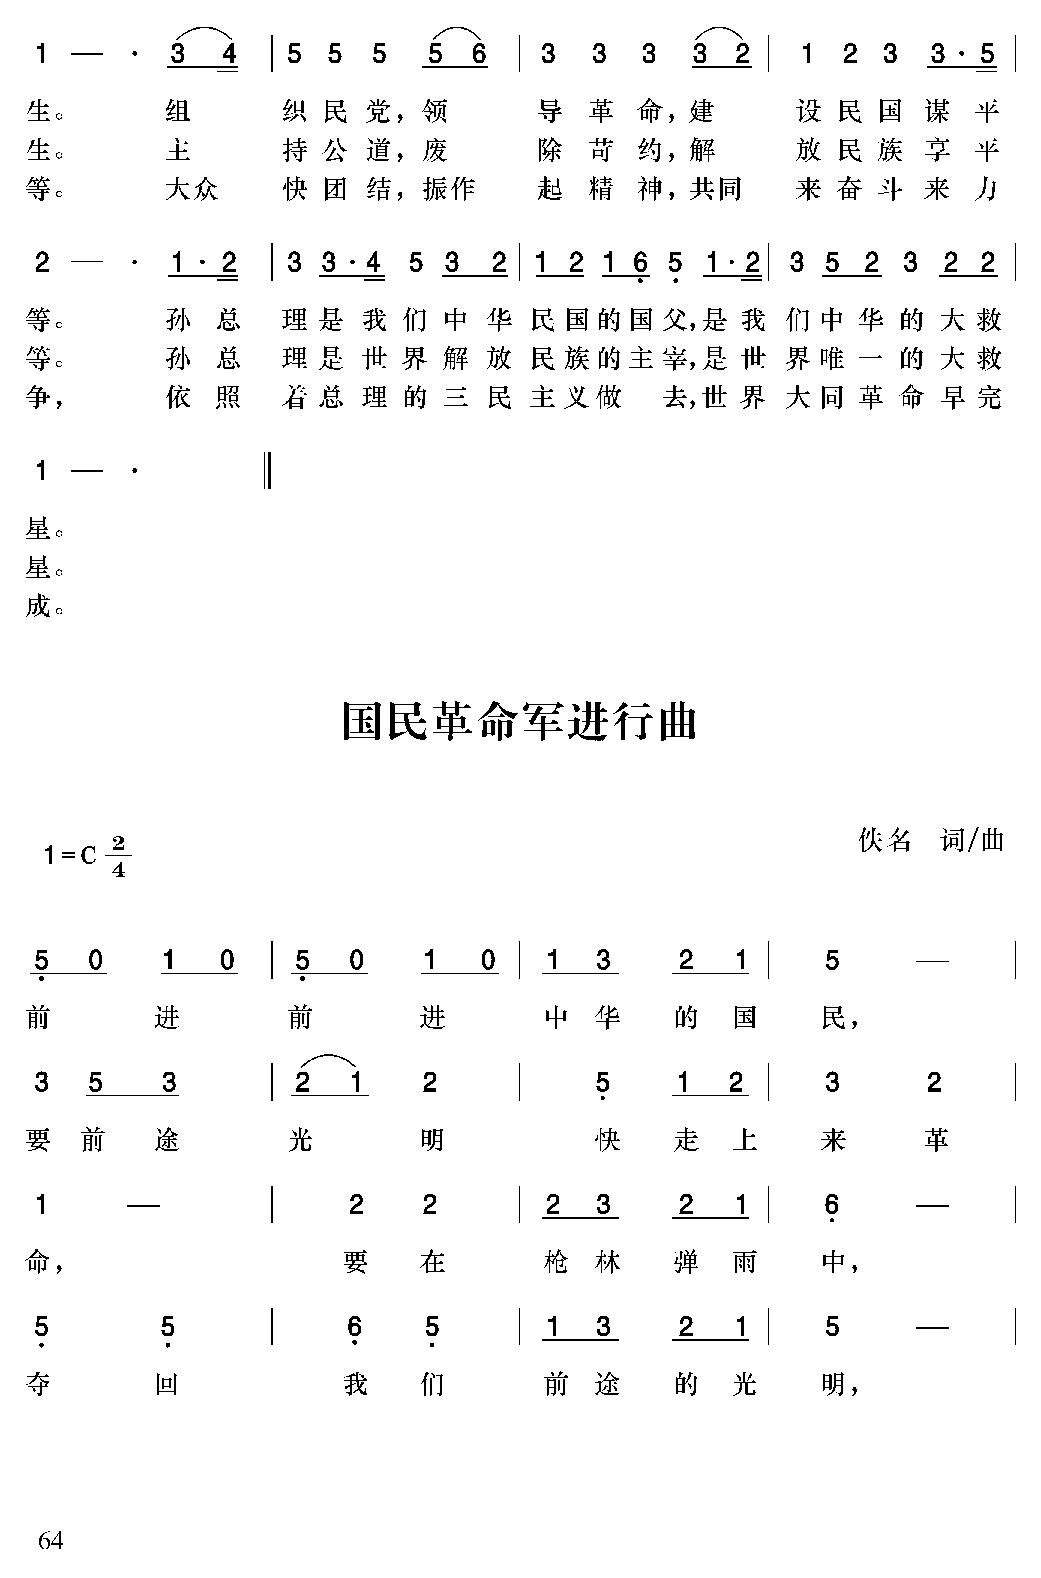 1 — · 3 4 | 5 5 5 5 6 | 3 3 3 3 2 | 1 2 3 3 · 5 |
生。 组 织 民 党，领 导 革 命，建 设 民 国 谋 平
生。 主 持 公 道，废 除 苛 约，解 放 民 族 享 平
等。 大众 快 团 结，振作 起 精 神，共同 来 奋 斗 来 力
2 — · 1 · 2 | 3 3 · 4 5 3 2 | 1 2 1 6 5 1 · 2 | 3 5 2 3 2 2 |
等。 孙 总 理 是 我 们 中 华 民 国 的 国 父，是 我 们 中 华 的 大 救
等。 孙 总 理 是 世 界 解 放 民 族 的 主 宰，是 世 界 唯 一 的 大 救
争， 依 照 着 总 理 的 三 民 主 义 做 去，世 界 大 同 革 命 早 完
1 — · ‖
星。
星。
成。
国民革命军进行曲
1=C 2/4
佚名 词/曲
5 0 1 0 | 5 0 1 0 | 1 3 2 1 | 5 — |
前 进 前 进 中 华 的 国 民，
3 5 3 | 2 1 2 | 5 1 2 | 3 2 |
要 前 途 光 明 快 走 上 来 革
1 — | 2 2 | 2 3 2 1 | 6 — |
命， 要 在 枪 林 弹 雨 中，
5 5 | 6 5 | 1 3 2 1 | 5 — |
夺 回 我 们 前 途 的 光 明，
64